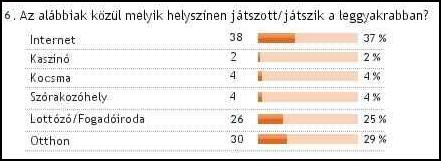 6. Az alábbiak közül melyik helyszínen játszott/játszik a leggyakrabban?
Internet 38 37 %
Kaszinó 2 2 %
Kocsma 4 4 %
Szórakozóhely 4 4 %
Lottózó/Fogadóiroda 26 25 %
Otthon 30 29 %